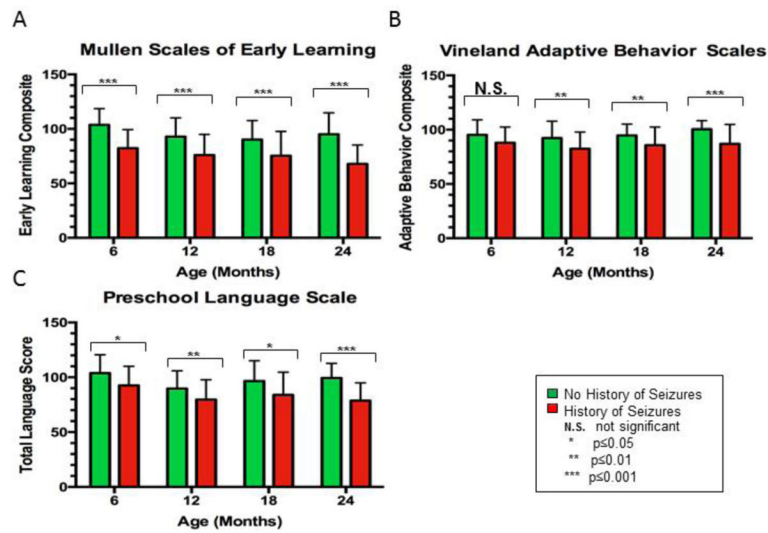 A
Mullen Scales of Early Learning
Early Learning Composite
150
100
50
0
***
***
***
***
6
12
18
24
Age (Months)
B
Vineland Adaptive Behavior Scales
Adaptive Behavior Composite
150
100
50
0
N.S.
**
**
***
6
12
18
24
Age (Months)
C
Preschool Language Scale
Total Language Score
150
100
50
0
*
**
*
***
6
12
18
24
Age (Months)
No History of Seizures
History of Seizures
N.S. not significant
* p≤0.05
** p≤0.01
*** p≤0.001